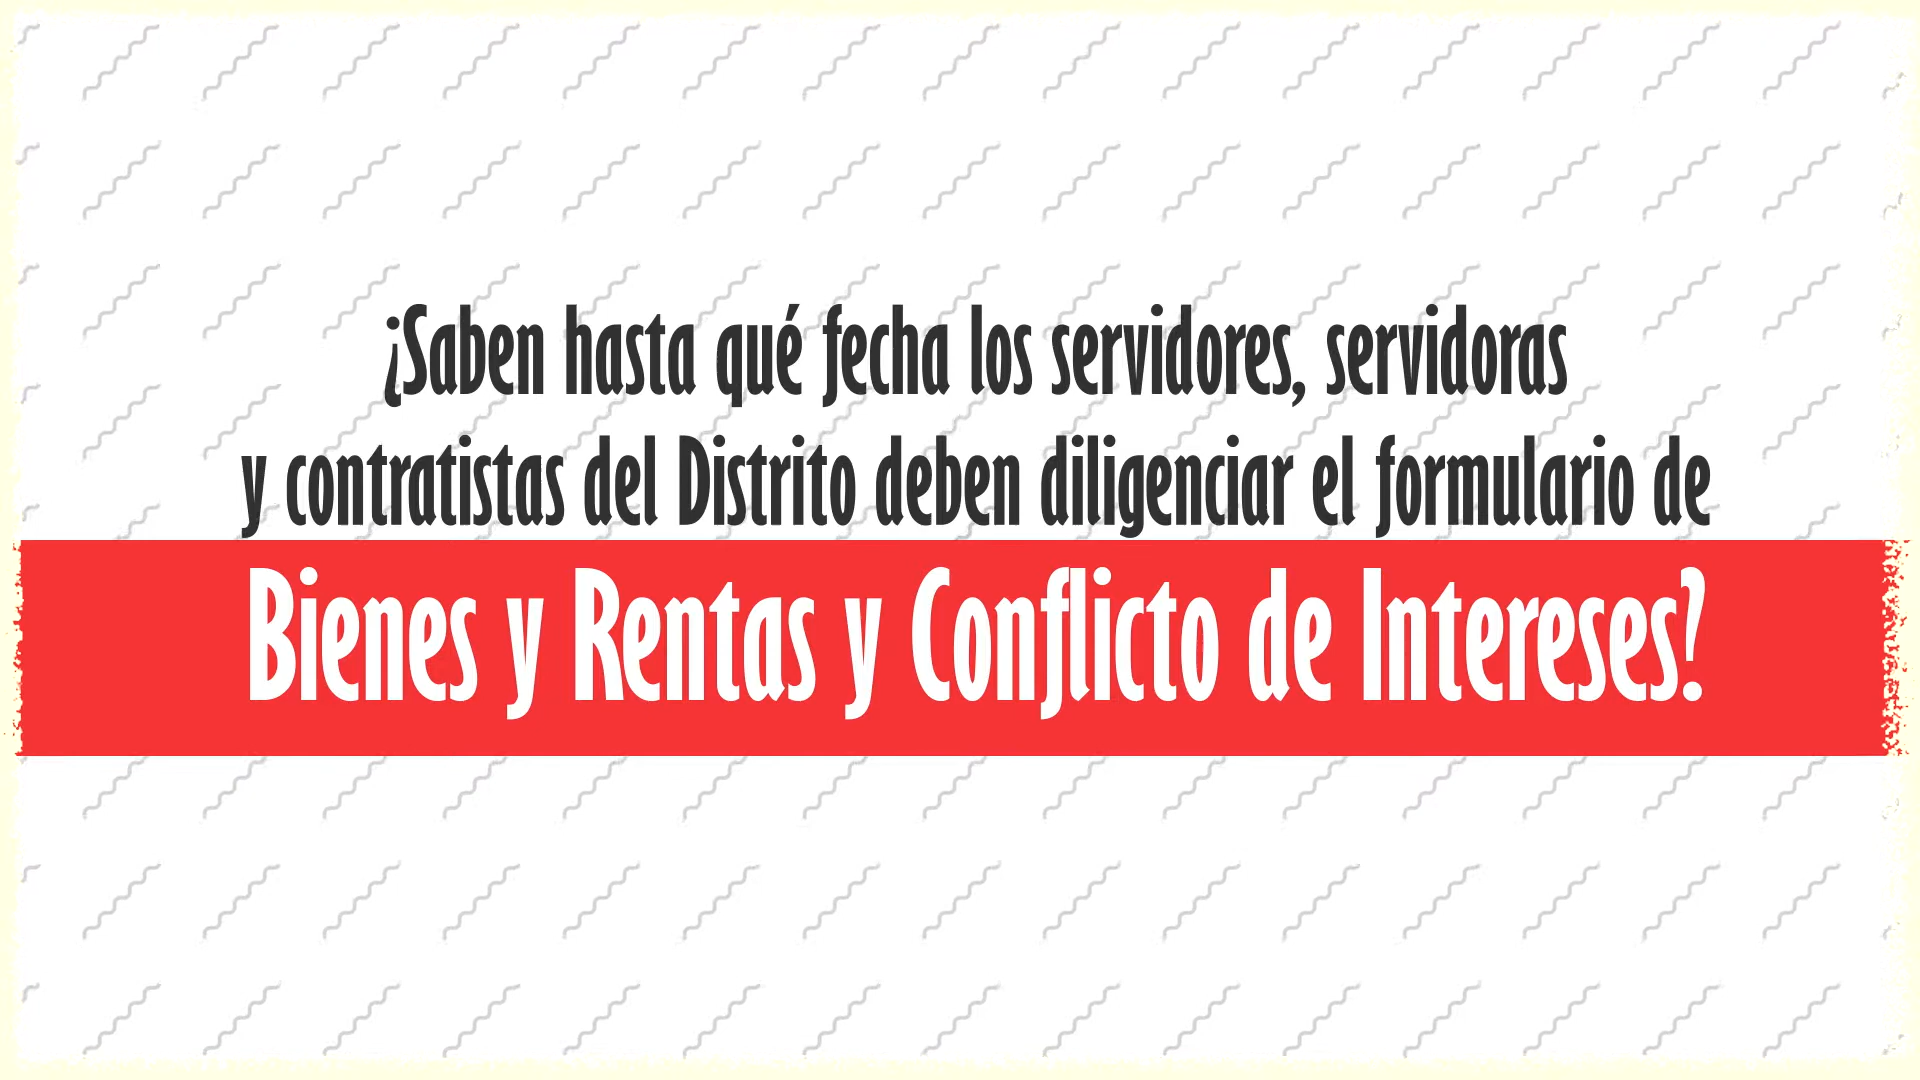 ¿Saben hasta qué fecha los servidores, servidoras
y contratistas del Distrito deben diligenciar el formulario de
Bienes y Rentas y Conflicto de Intereses?